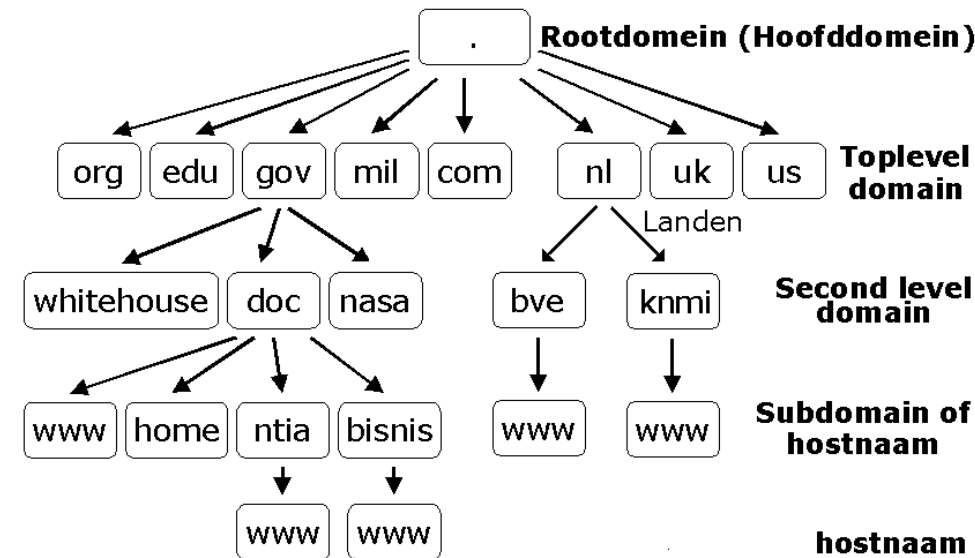 . Rootdomein (Hoofddomein)
org edu gov mil com nl uk us Toplevel
domain
Landen
whitehouse doc nasa bve knmi Second level
domain
www home ntia bisnis www www Subdomain of
hostnaam
www www
hostnaam